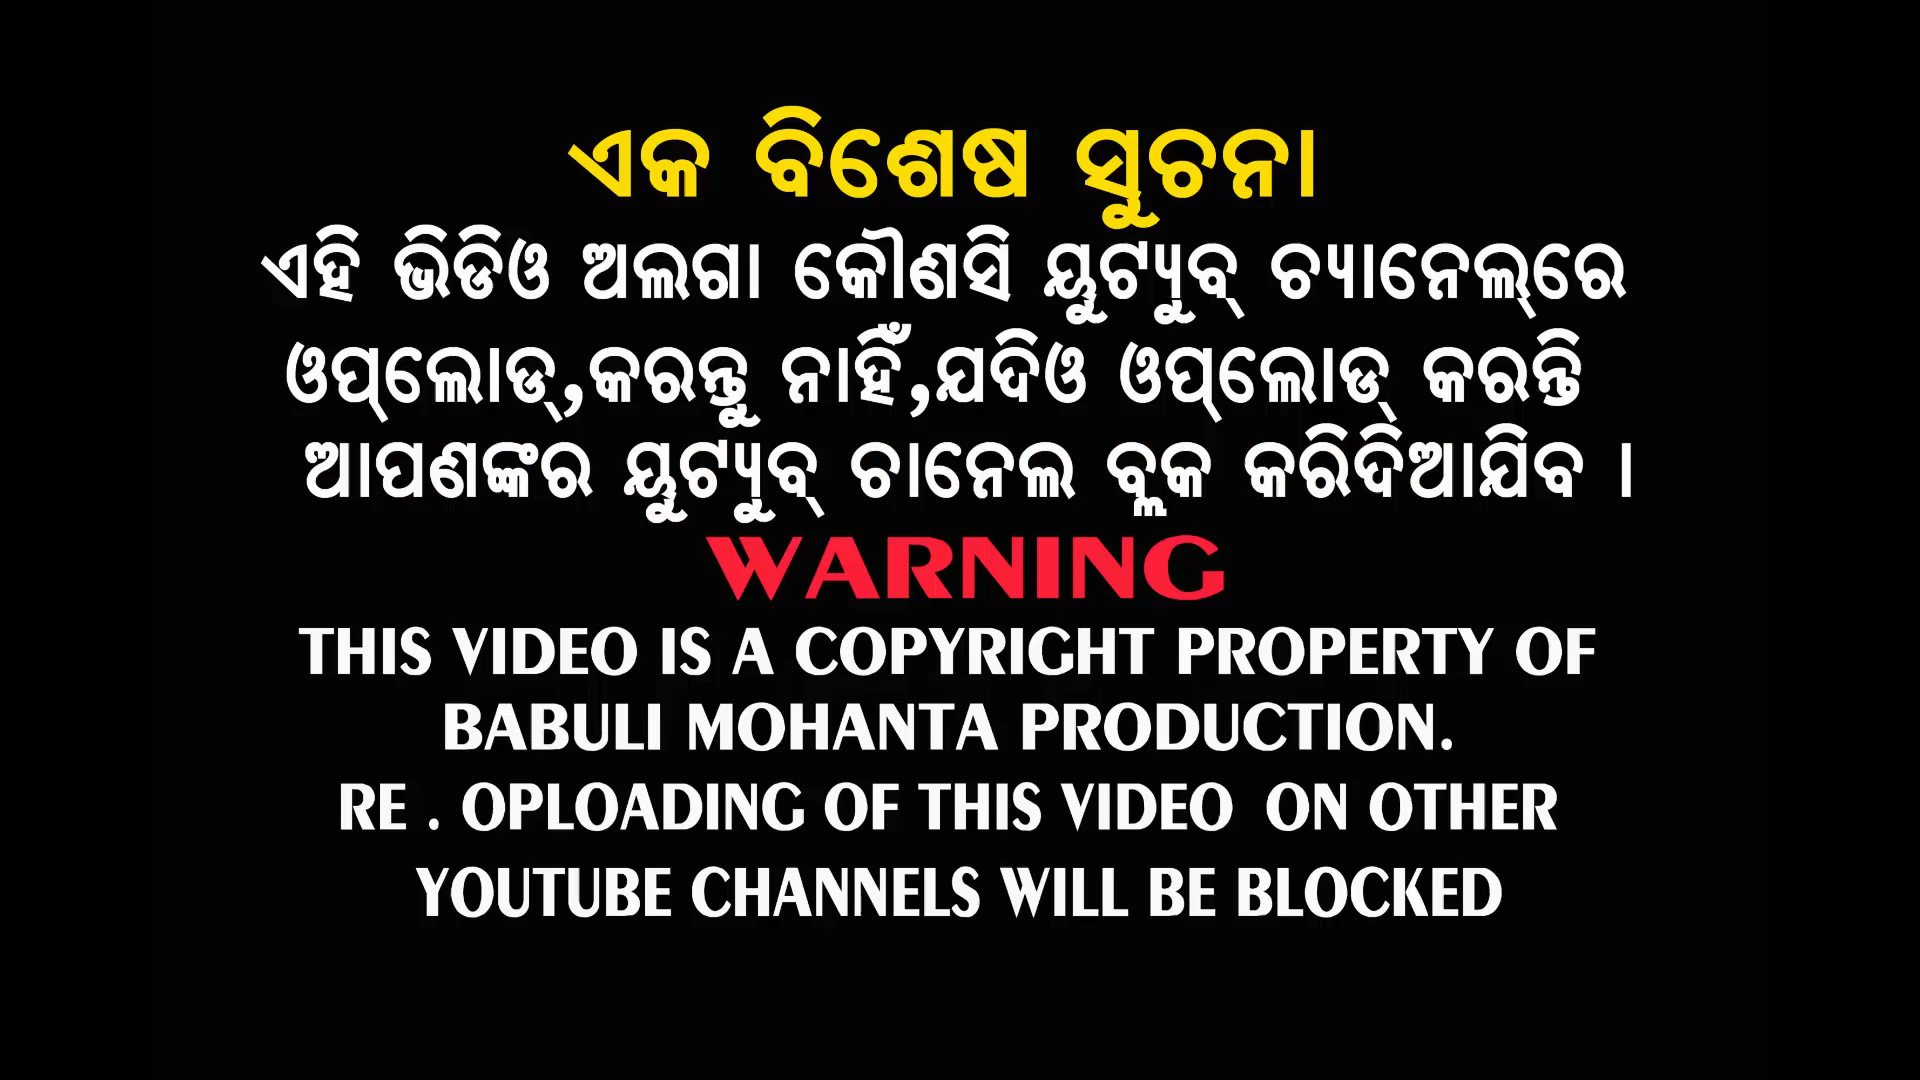 ଏକ ବିଶେଷ ସୁଚନା
ଏହି ଭିଡିଓ ଅଲଗା କୌଣସି ୟୁଟ୍ୟୁବ୍ ଚ୍ୟାନେଲ୍‌ରେ
ଓପ୍‌ଲୋଡ୍,କରନ୍ତୁ ନାହିଁ,ଯଦିଓ ଓପ୍‌ଲୋଡ୍ କରନ୍ତି
ଆପଣଙ୍କର ୟୁଟ୍ୟୁବ୍ ଚାନେଲ ବ୍ଲକ କରିଦିଆଯିବ ।
WARNING
THIS VIDEO IS A COPYRIGHT PROPERTY OF
BABULI MOHANTA PRODUCTION.
RE . OPLOADING OF THIS VIDEO ON OTHER
YOUTUBE CHANNELS WILL BE BLOCKED